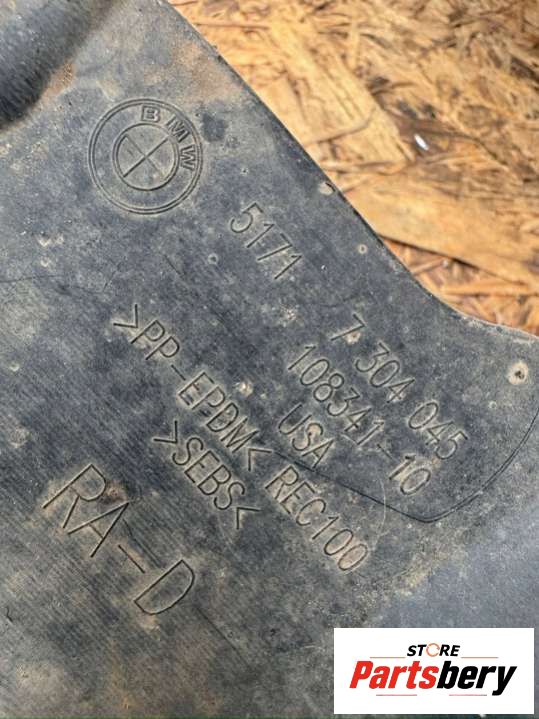 BMW
5171 7 304 045
108341-10
USA
>PP-EPDM< REC100
>SEBS<
RA-D
STORE
Partsbery